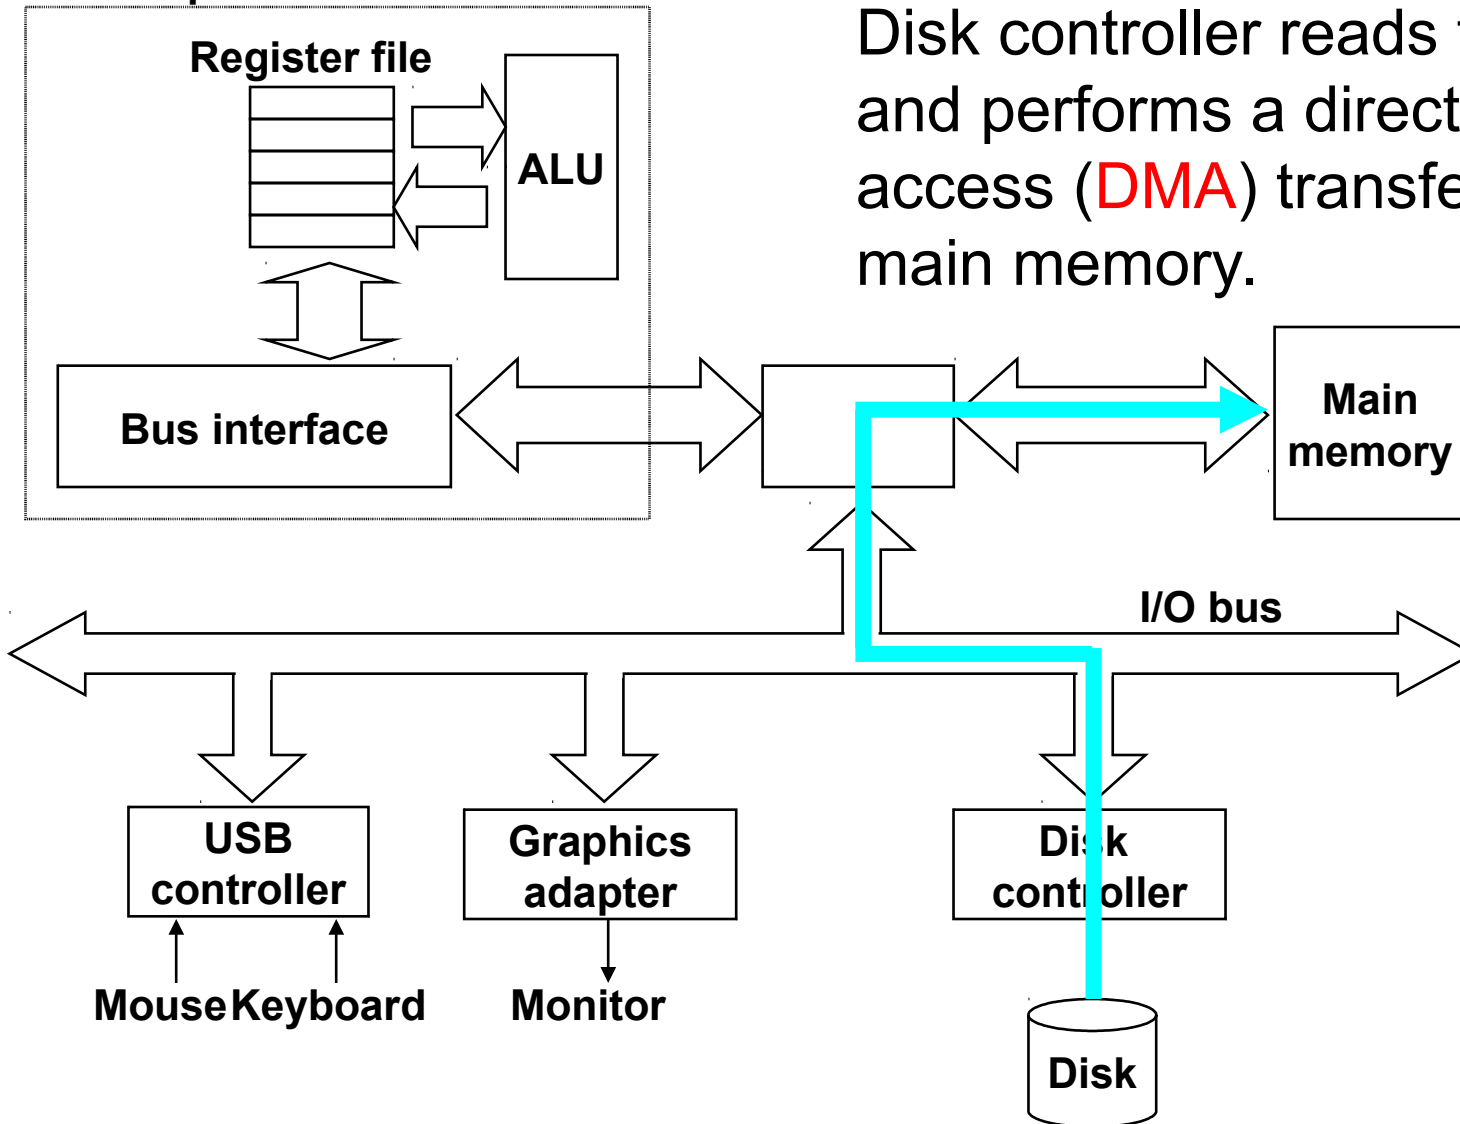 Disk controller reads
and performs a direct
access (DMA) transfe
main memory.
Register file
ALU
Bus interface
Main
memory
I/O bus
USB
controller
Graphics
adapter
Disk
controller
Mouse Keyboard
Monitor
Disk